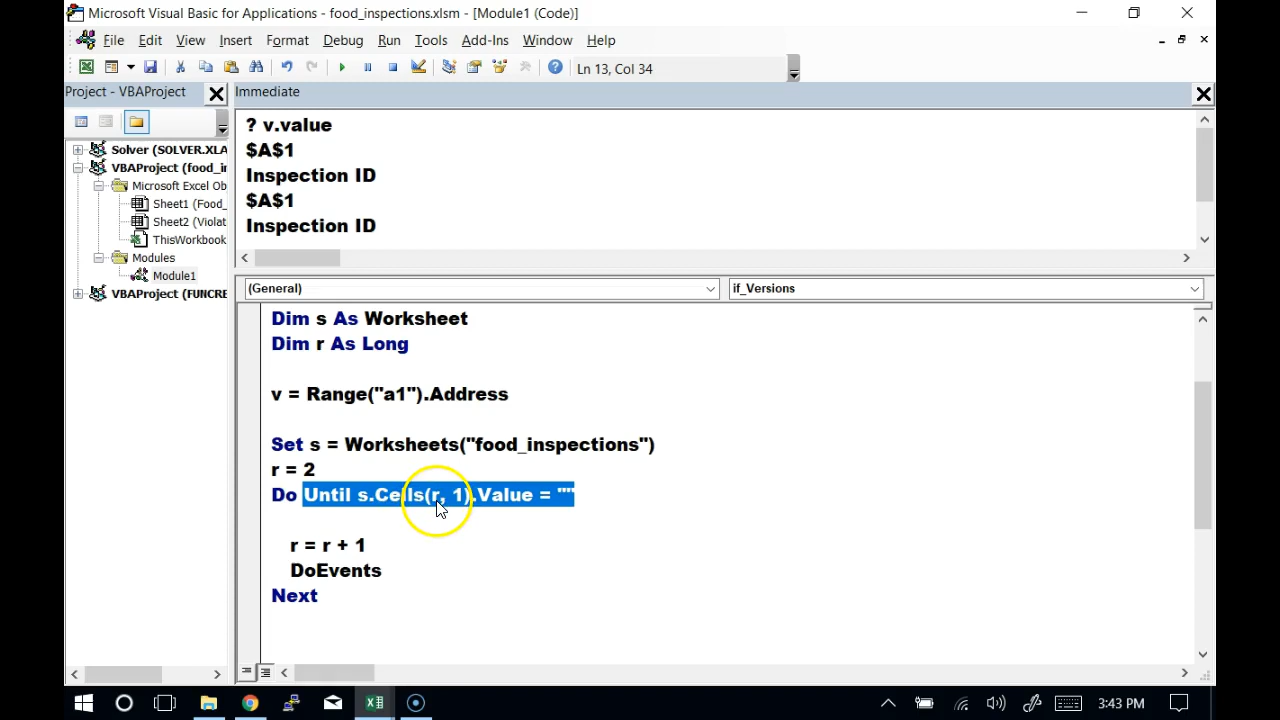 Microsoft Visual Basic for Applications - food_inspections.xlsm - [Module1 (Code)]
File Edit View Insert Format Debug Run Tools Add-Ins Window Help
Ln 13, Col 34
Project - VBAProject
Immediate
? v.value
$A$1
Inspection ID
$A$1
Inspection ID
Solver (SOLVER.XLA
VBAProject (food_in
Microsoft Excel Ob
Sheet1 (Food_
Sheet2 (Violat
ThisWorkbook
Modules
Module1
VBAProject (FUNCRE
(General)
if_Versions
Dim s As Worksheet
Dim r As Long
v = Range("a1").Address
Set s = Worksheets("food_inspections")
r = 2
Do Until s.Cells(r, 1).Value = ""
r = r + 1
DoEvents
Next
3:43 PM